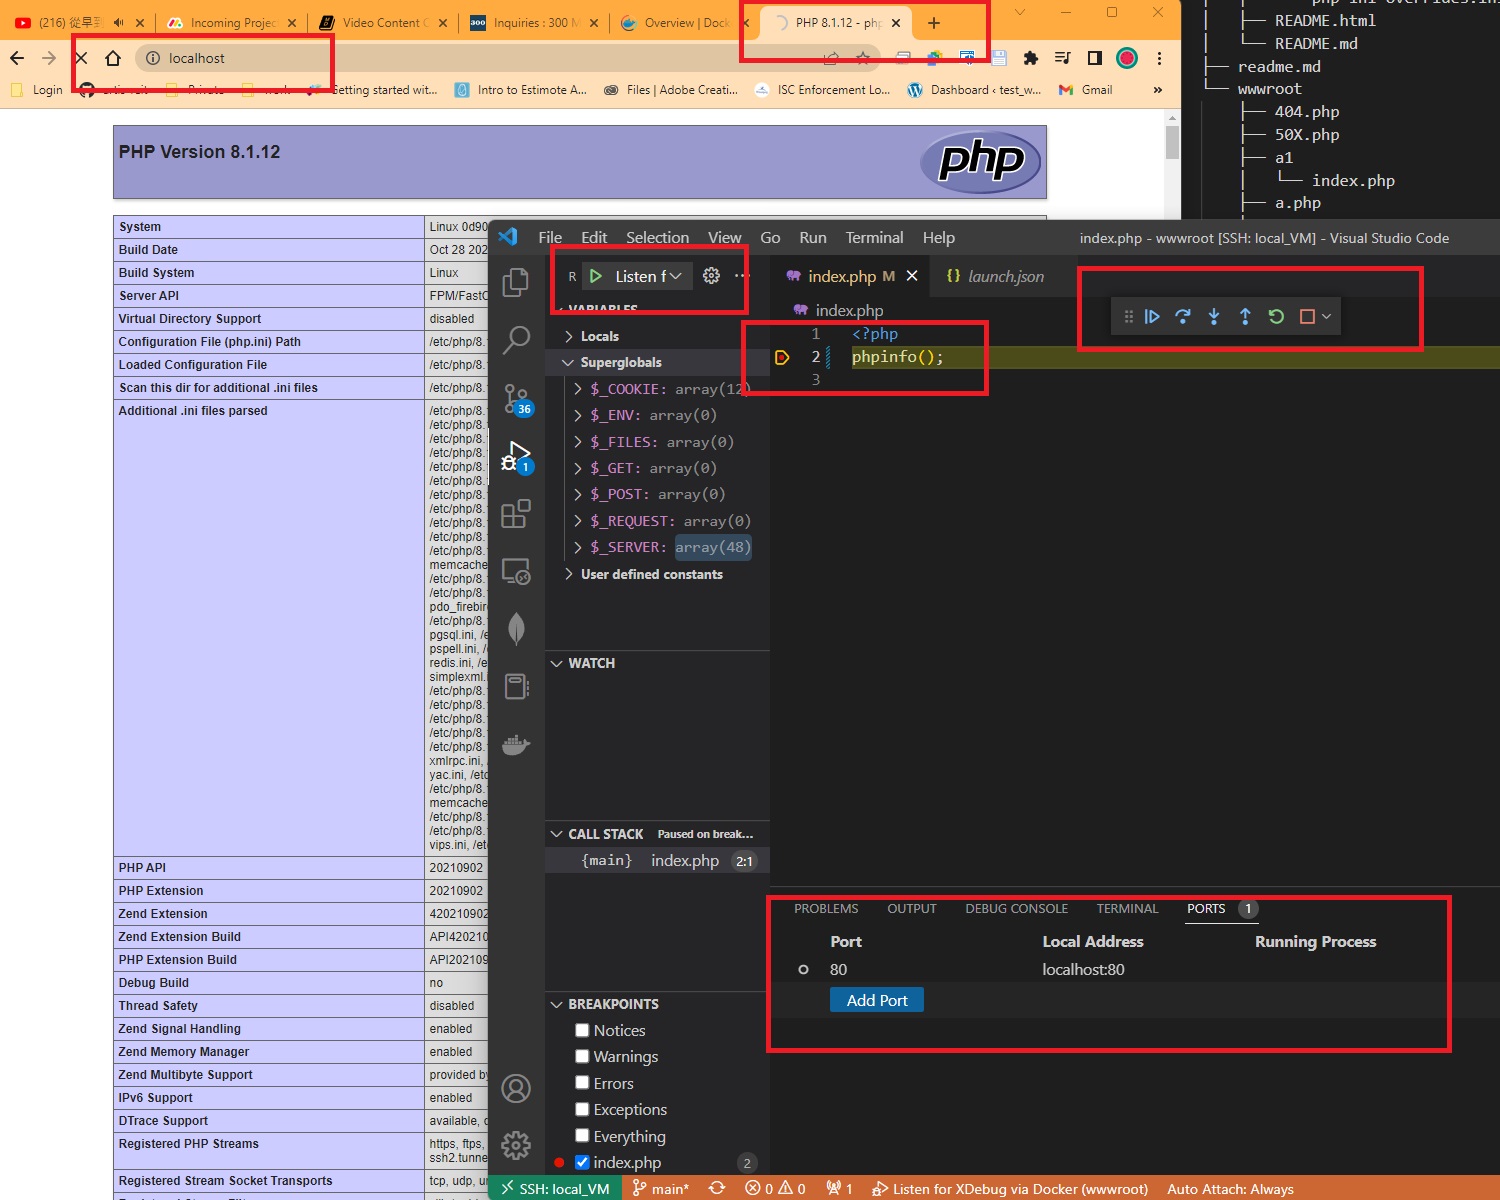 (216) 從早到
Incoming Projec
Video Content C
Inquiries : 300 M
Overview | Dock
PHP 8.1.12 - php
localhost
Login
Private
work
Getting started wit...
Intro to Estimote A...
Files | Adobe Creati...
ISC Enforcement Lo...
Dashboard ‹ test_w...
Gmail
»
README.html
README.md
readme.md
wwwroot
404.php
50X.php
a1
index.php
a.php
PHP Version 8.1.12
php
System Linux 0d90
Build Date Oct 28 202
Build System Linux
Server API FPM/FastC
Virtual Directory Support disabled
Configuration File (php.ini) Path /etc/php/8.
Loaded Configuration File /etc/php/8.
Scan this dir for additional .ini files /etc/php/8.
Additional .ini files parsed /etc/php/8.
/etc/php/8.
/etc/php/8.
/etc/php/8.
/etc/php/8.
/etc/php/8.
/etc/php/8.
/etc/php/8.
/etc/php/8.
/etc/php/8.
/etc/php/8.
memcache
/etc/php/8.
/etc/php/8.
pdo_firebir
/etc/php/8.
pgsql.ini, /e
pspell.ini, /
redis.ini, /e
simplexml.i
/etc/php/8.
/etc/php/8.
/etc/php/8.
/etc/php/8.
/etc/php/8.
xmlrpc.ini, /
yac.ini, /etc
/etc/php/8.
memcache
/etc/php/8.
/etc/php/8.
vips.ini, /etc
PHP API 20210902
PHP Extension 20210902
Zend Extension 420210902
Zend Extension Build API420210
PHP Extension Build API202109
Debug Build no
Thread Safety disabled
Zend Signal Handling enabled
Zend Memory Manager enabled
Zend Multibyte Support provided by
IPv6 Support enabled
DTrace Support available, d
Registered PHP Streams https, ftps,
ssh2.tunne
Registered Stream Socket Transports tcp, udp, un
File Edit Selection View Go Run Terminal Help
index.php - wwwroot [SSH: local_VM] - Visual Studio Code
R Listen f
VARIABLES
Locals
Superglobals
$_COOKIE: array(12)
$_ENV: array(0)
$_FILES: array(0)
$_GET: array(0)
$_POST: array(0)
$_REQUEST: array(0)
$_SERVER: array(48)
User defined constants
36
1
WATCH
CALL STACK Paused on break...
{main} index.php 2:1
BREAKPOINTS
Notices
Warnings
Errors
Exceptions
Everything
index.php 2
index.php M
{} launch.json
index.php
1 <?php
2 phpinfo();
3
PROBLEMS OUTPUT DEBUG CONSOLE TERMINAL PORTS 1
Port Local Address Running Process
80 localhost:80
Add Port
SSH: local_VM main* 0 0 1 Listen for XDebug via Docker (wwwroot) Auto Attach: Always